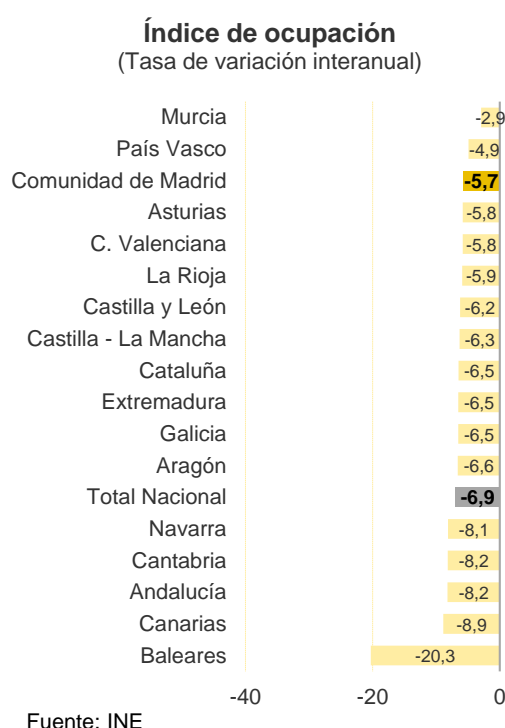 Índice de ocupación
(Tasa de variación interanual)
Murcia -2,9
País Vasco -4,9
Comunidad de Madrid -5,7
Asturias -5,8
C. Valenciana -5,8
La Rioja -5,9
Castilla y León -6,2
Castilla - La Mancha -6,3
Cataluña -6,5
Extremadura -6,5
Galicia -6,5
Aragón -6,6
Total Nacional -6,9
Navarra -8,1
Cantabria -8,2
Andalucía -8,2
Canarias -8,9
Baleares -20,3
-40 -20 0
Fuente: INE